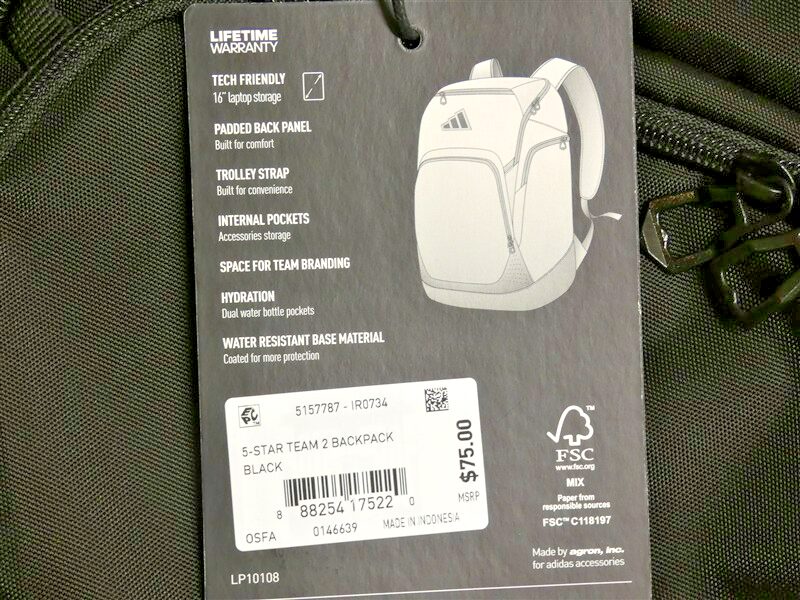 LIFETIME
WARRANTY
TECH FRIENDLY
16" laptop storage
PADDED BACK PANEL
Built for comfort
TROLLEY STRAP
Built for convenience
INTERNAL POCKETS
Accessories storage
SPACE FOR TEAM BRANDING
HYDRATION
Dual water bottle pockets
WATER RESISTANT BASE MATERIAL
Coated for more protection
EPC™
5157787 - IR0734
5-STAR TEAM 2 BACKPACK
BLACK
$75.00
MSRP
8 88254 17522 0
OSFA
0146639
MADE IN INDONESIA
LP10108
™
FSC
www.fsc.org
MIX
Paper from
responsible sources
FSC™ C118197
Made by agron, inc.
for adidas accessories